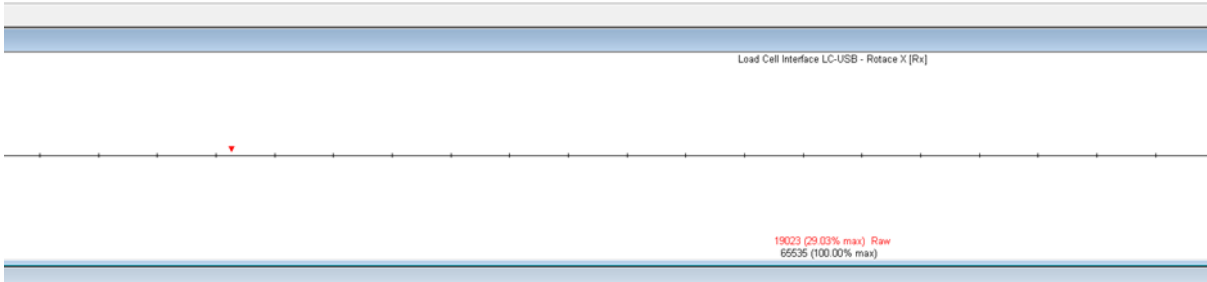 Load Cell Interface LC-USB - Rotace X [Rx]
19023 (29.03% max) Raw
65535 (100.00% max)